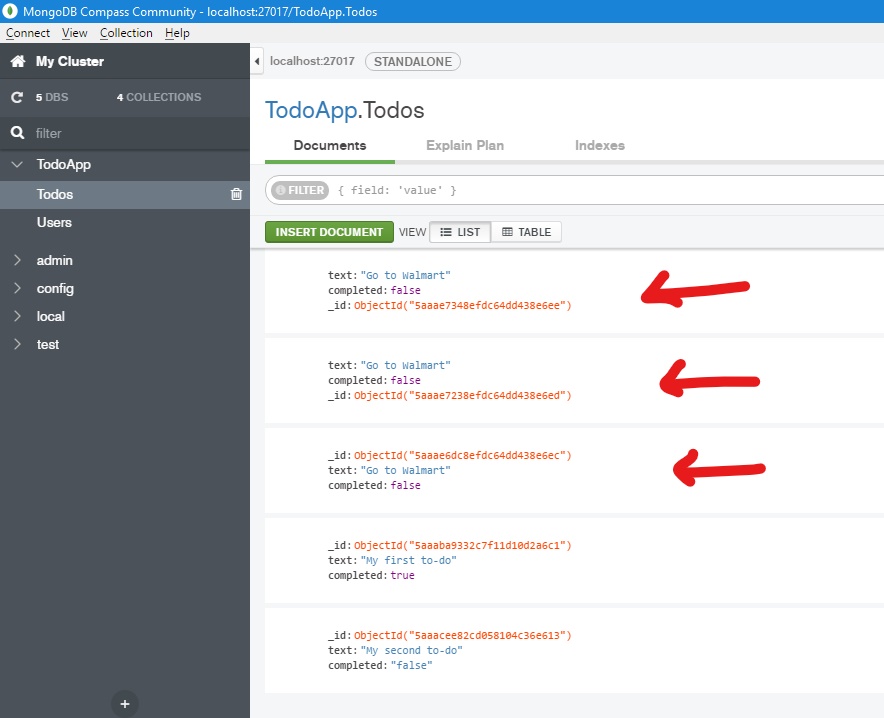 MongoDB Compass Community - localhost:27017/TodoApp.Todos
Connect View Collection Help
My Cluster
5 DBS 4 COLLECTIONS
filter
TodoApp
Todos
Users
admin
config
local
test
+
localhost:27017 STANDALONE
TodoApp.Todos
Documents Explain Plan Indexes
FILTER { field: 'value' }
INSERT DOCUMENT VIEW LIST TABLE
text: "Go to Walmart"
completed: false
_id: ObjectId("5aaae7348efdc64dd438e6ee")
text: "Go to Walmart"
completed: false
_id: ObjectId("5aaae7238efdc64dd438e6ed")
_id: ObjectId("5aaae6dc8efdc64dd438e6ec")
text: "Go to Walmart"
completed: false
_id: ObjectId("5aaaba9332c7f11d10d2a6c1")
text: "My first to-do"
completed: true
_id: ObjectId("5aaacee82cd058104c36e613")
text: "My second to-do"
completed: "false"